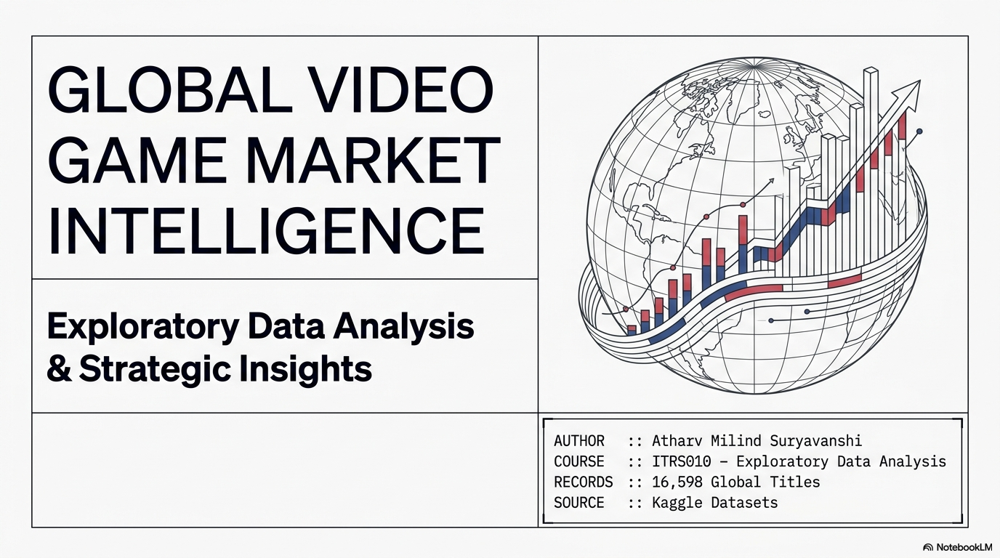 GLOBAL VIDEO
GAME MARKET
INTELLIGENCE
Exploratory Data Analysis
& Strategic Insights
AUTHOR :: Atharv Milind Suryavanshi
COURSE :: ITRS010 – Exploratory Data Analysis
RECORDS :: 16,598 Global Titles
SOURCE :: Kaggle Datasets
NotebookLM